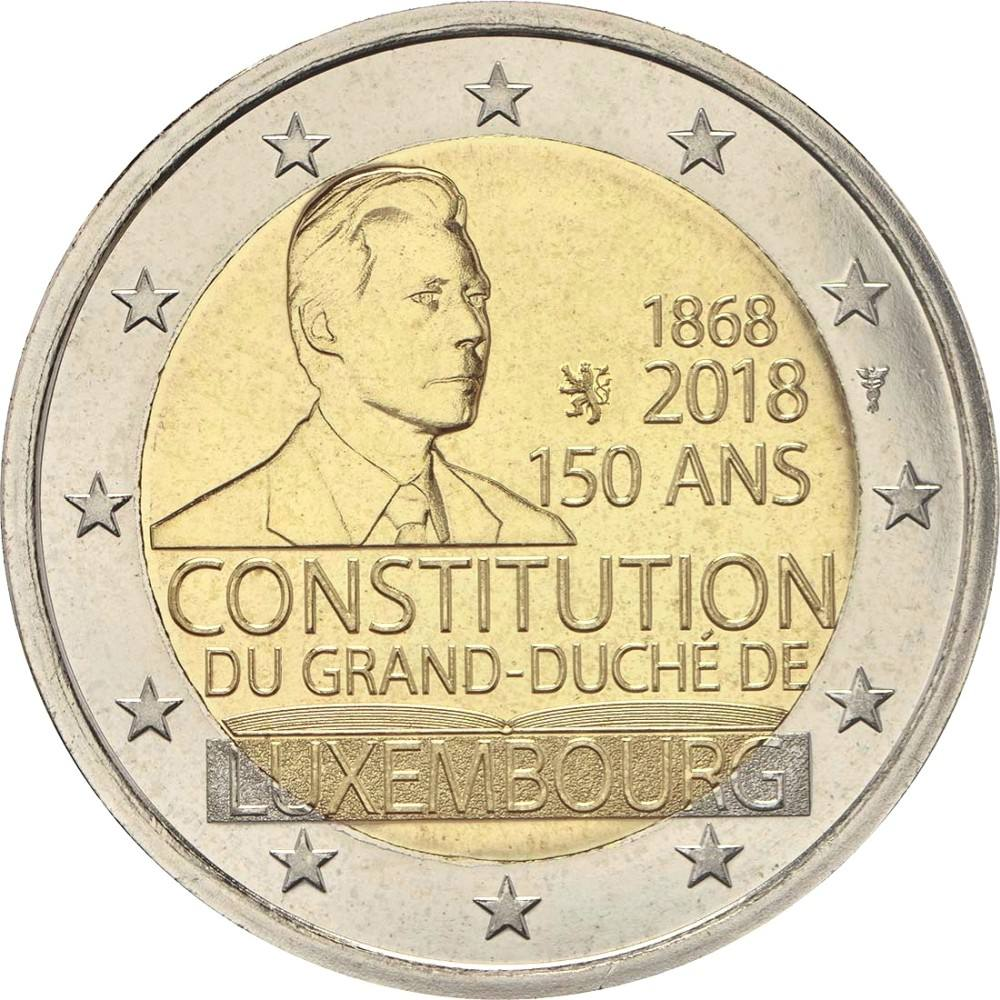 1868
2018
150 ANS
CONSTITUTION
DU GRAND-DUCHÉ DE
LUXEMBOURG